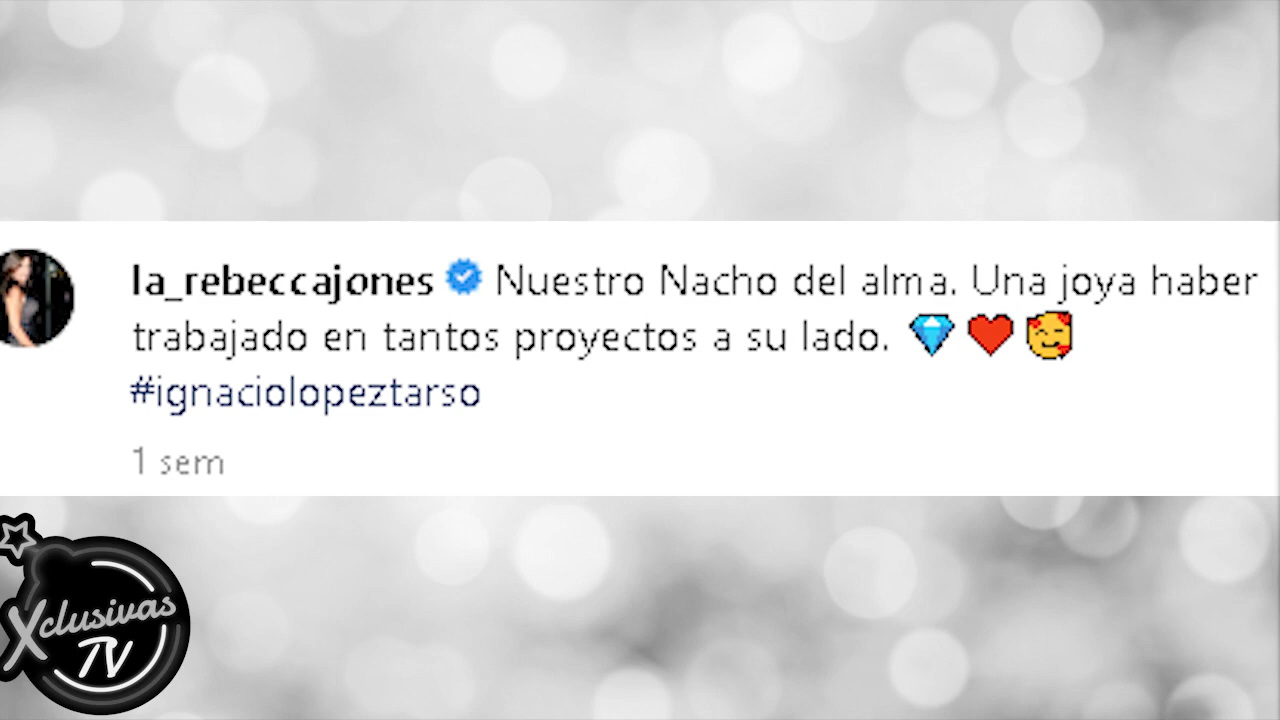 la_rebeccajones Nuestro Nacho del alma. Una joya haber
trabajado en tantos proyectos a su lado. 💎❤️🥰
#ignaciolopeztarso
1 sem
Xclusivas
TV